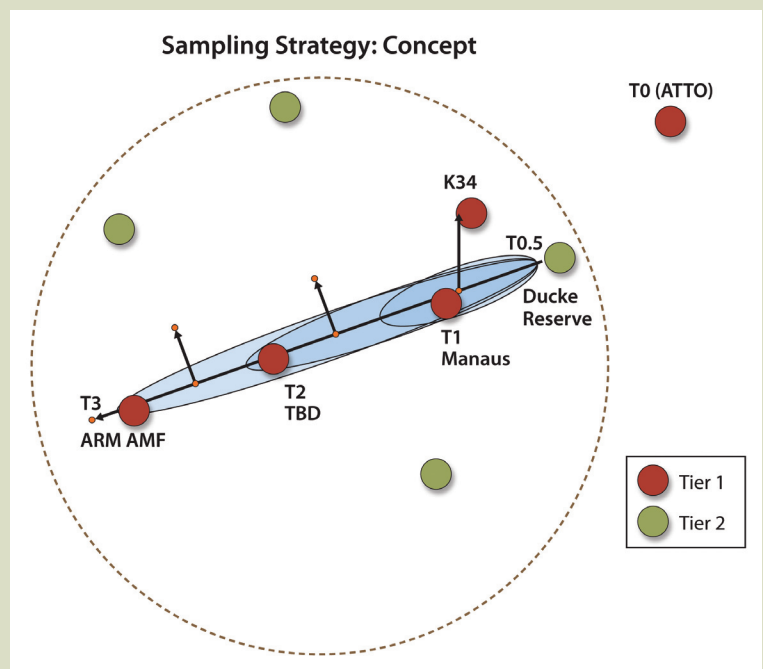 Sampling Strategy: Concept
T0 (ATTO)
K34
T0.5
Ducke
Reserve
T1
Manaus
T2
TBD
T3
ARM AMF
Tier 1
Tier 2